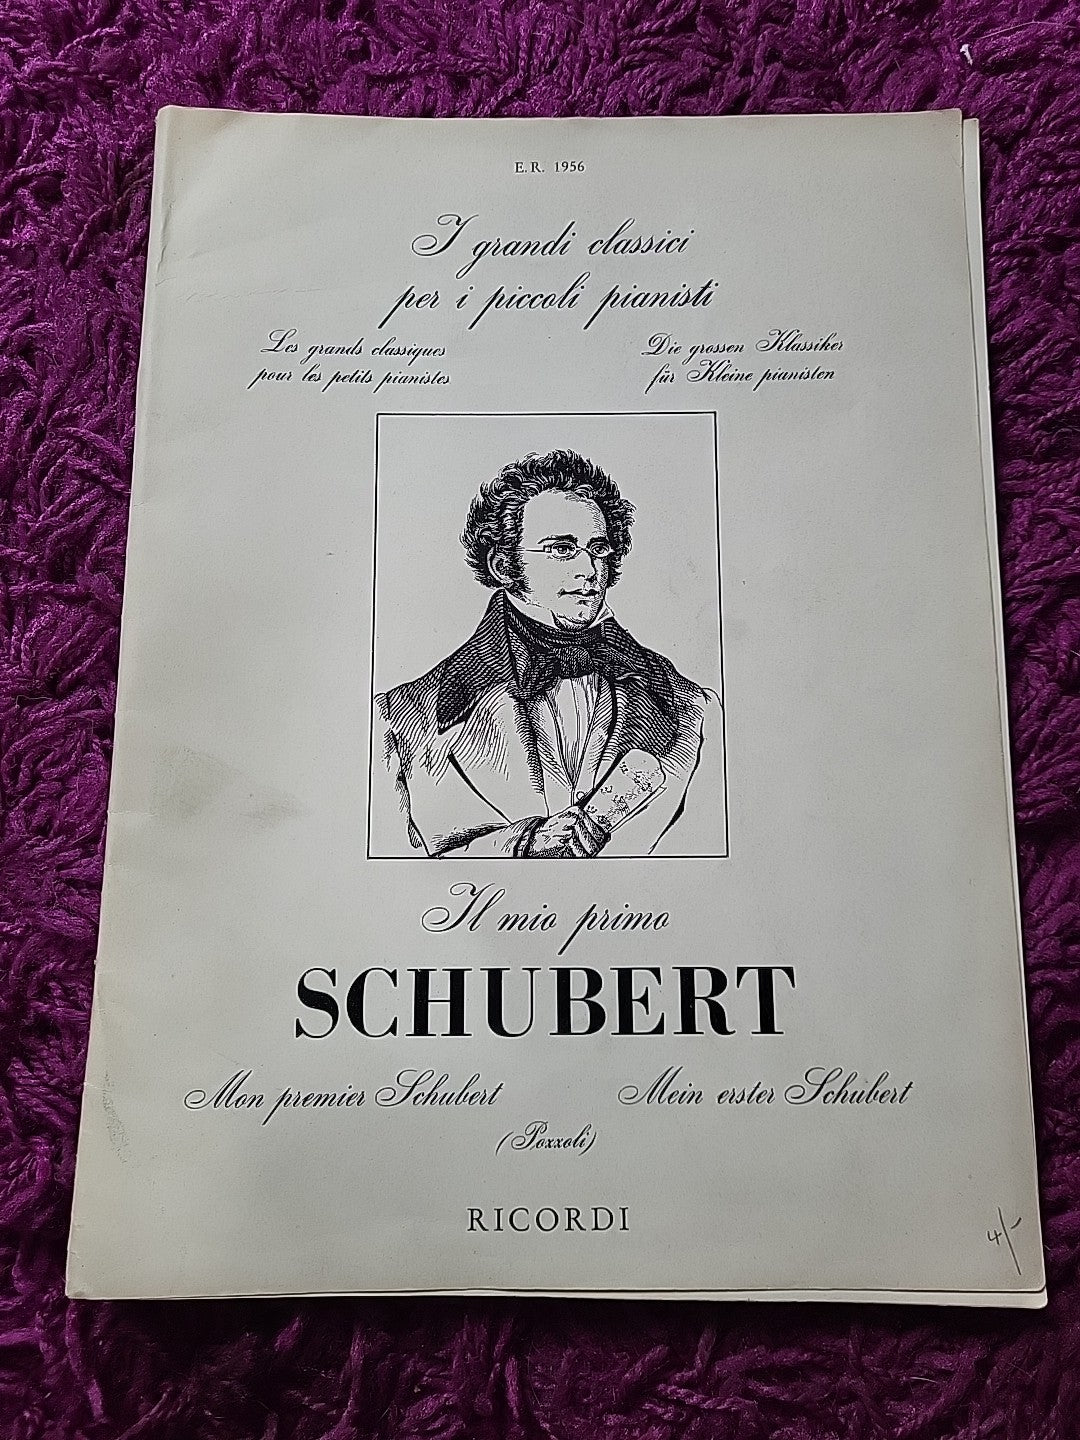 E. R. 1956
I grandi classici
per i piccoli pianisti
Les grands classiques
pour les petits pianistes
Die grossen Klassiker
für Kleine pianisten
Il mio primo
SCHUBERT
Mon premier Schubert
Mein erster Schubert
(Pozzoli)
RICORDI
4/-